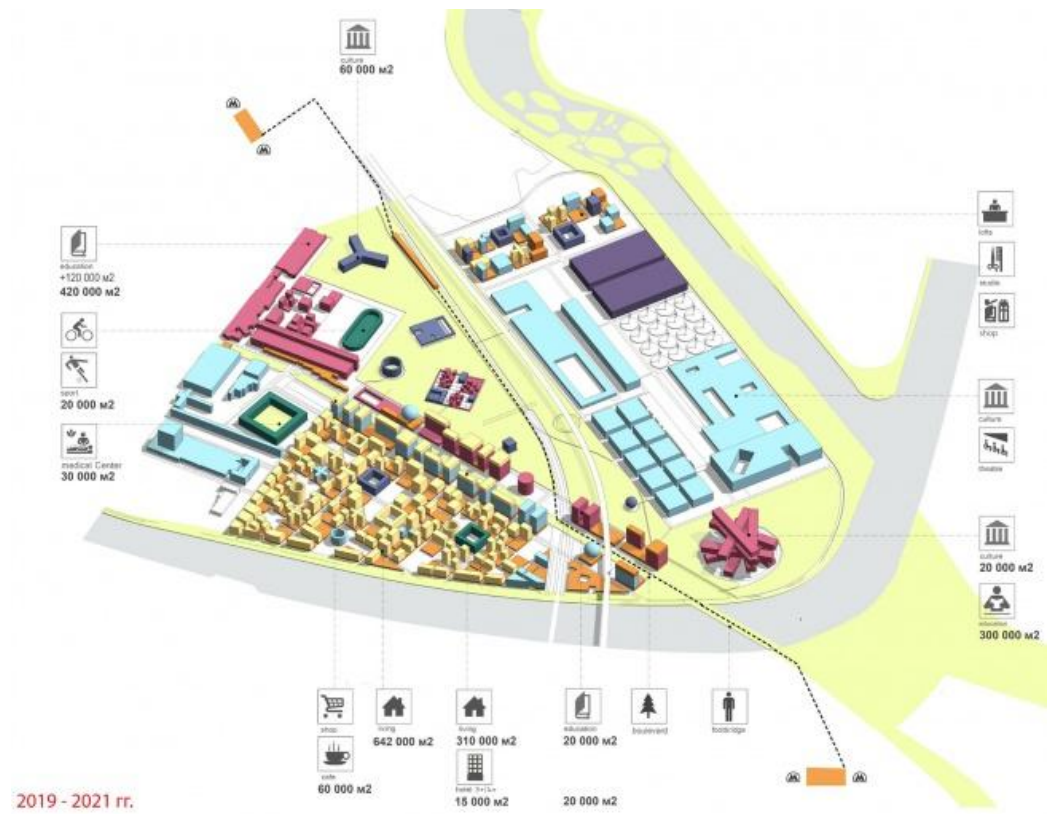 culture
60 000 м2
education
+120 000 м2
420 000 м2
sport
20 000 м2
medical Center
30 000 м2
lofts
studio
shop
culture
theatre
culture
20 000 м2
education
300 000 м2
shop
cafe
60 000 м2
living
642 000 м2
living
310 000 м2
hotel 3*/4*
15 000 м2
education
20 000 м2
20 000 м2
boulevard
footbridge
2019 - 2021 гг.